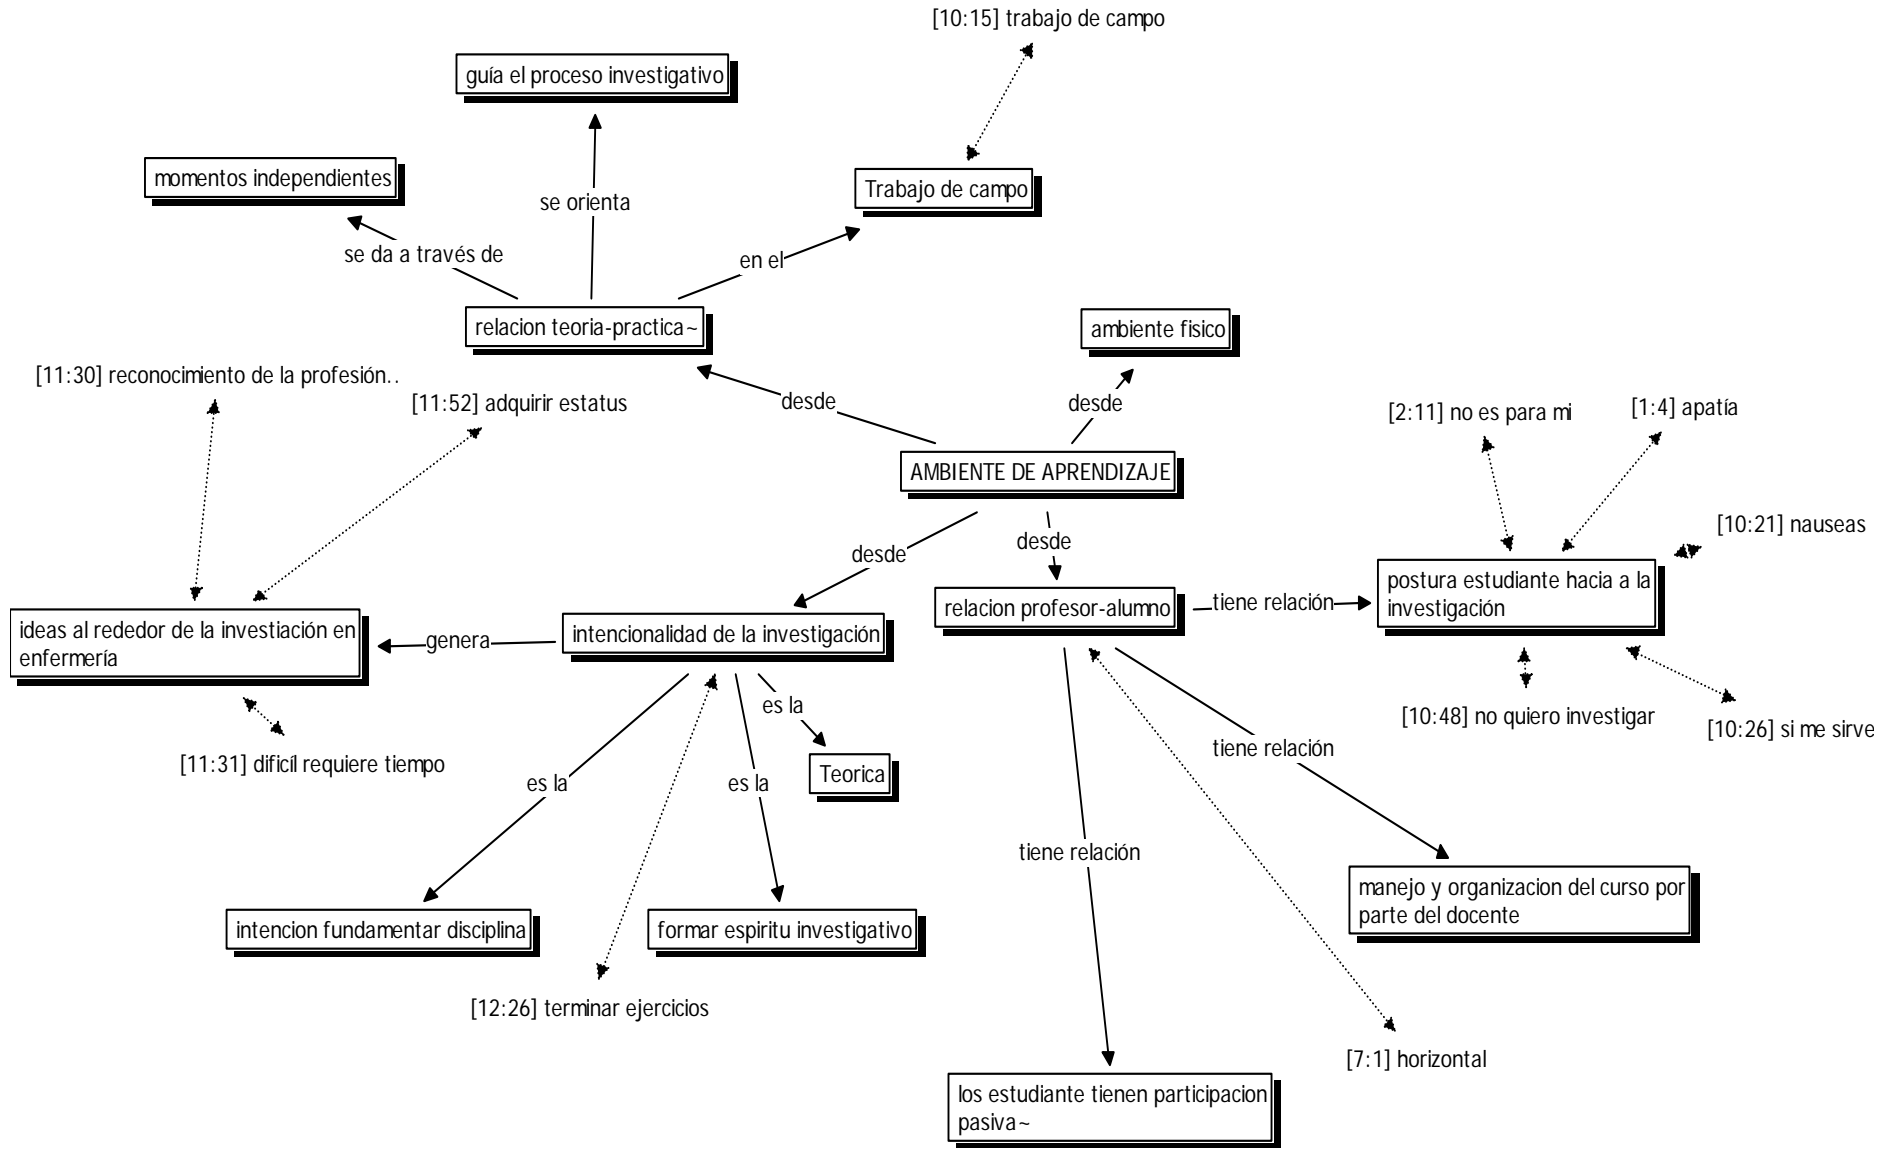 [10:15] trabajo de campo
guía el proceso investigativo
momentos independientes
Trabajo de campo
se orienta
se da a través de
en el
relacion teoria-practica~
ambiente fisico
[11:30] reconocimiento de la profesión..
[11:52] adquirir estatus
desde
desde
[2:11] no es para mi
[1:4] apatía
AMBIENTE DE APRENDIZAJE
[10:21] nauseas
desde
desde
postura estudiante hacia a la
investigación
relacion profesor-alumno
tiene relación
ideas al rededor de la investiación en
enfermería
genera
intencionalidad de la investigación
es la
[10:48] no quiero investigar
[10:26] si me sirve
tiene relación
[11:31] dificíl requiere tiempo
Teorica
es la
es la
tiene relación
manejo y organizacion del curso por
parte del docente
intencion fundamentar disciplina
formar espiritu investigativo
[12:26] terminar ejercicios
[7:1] horizontal
los estudiante tienen participacion
pasiva~